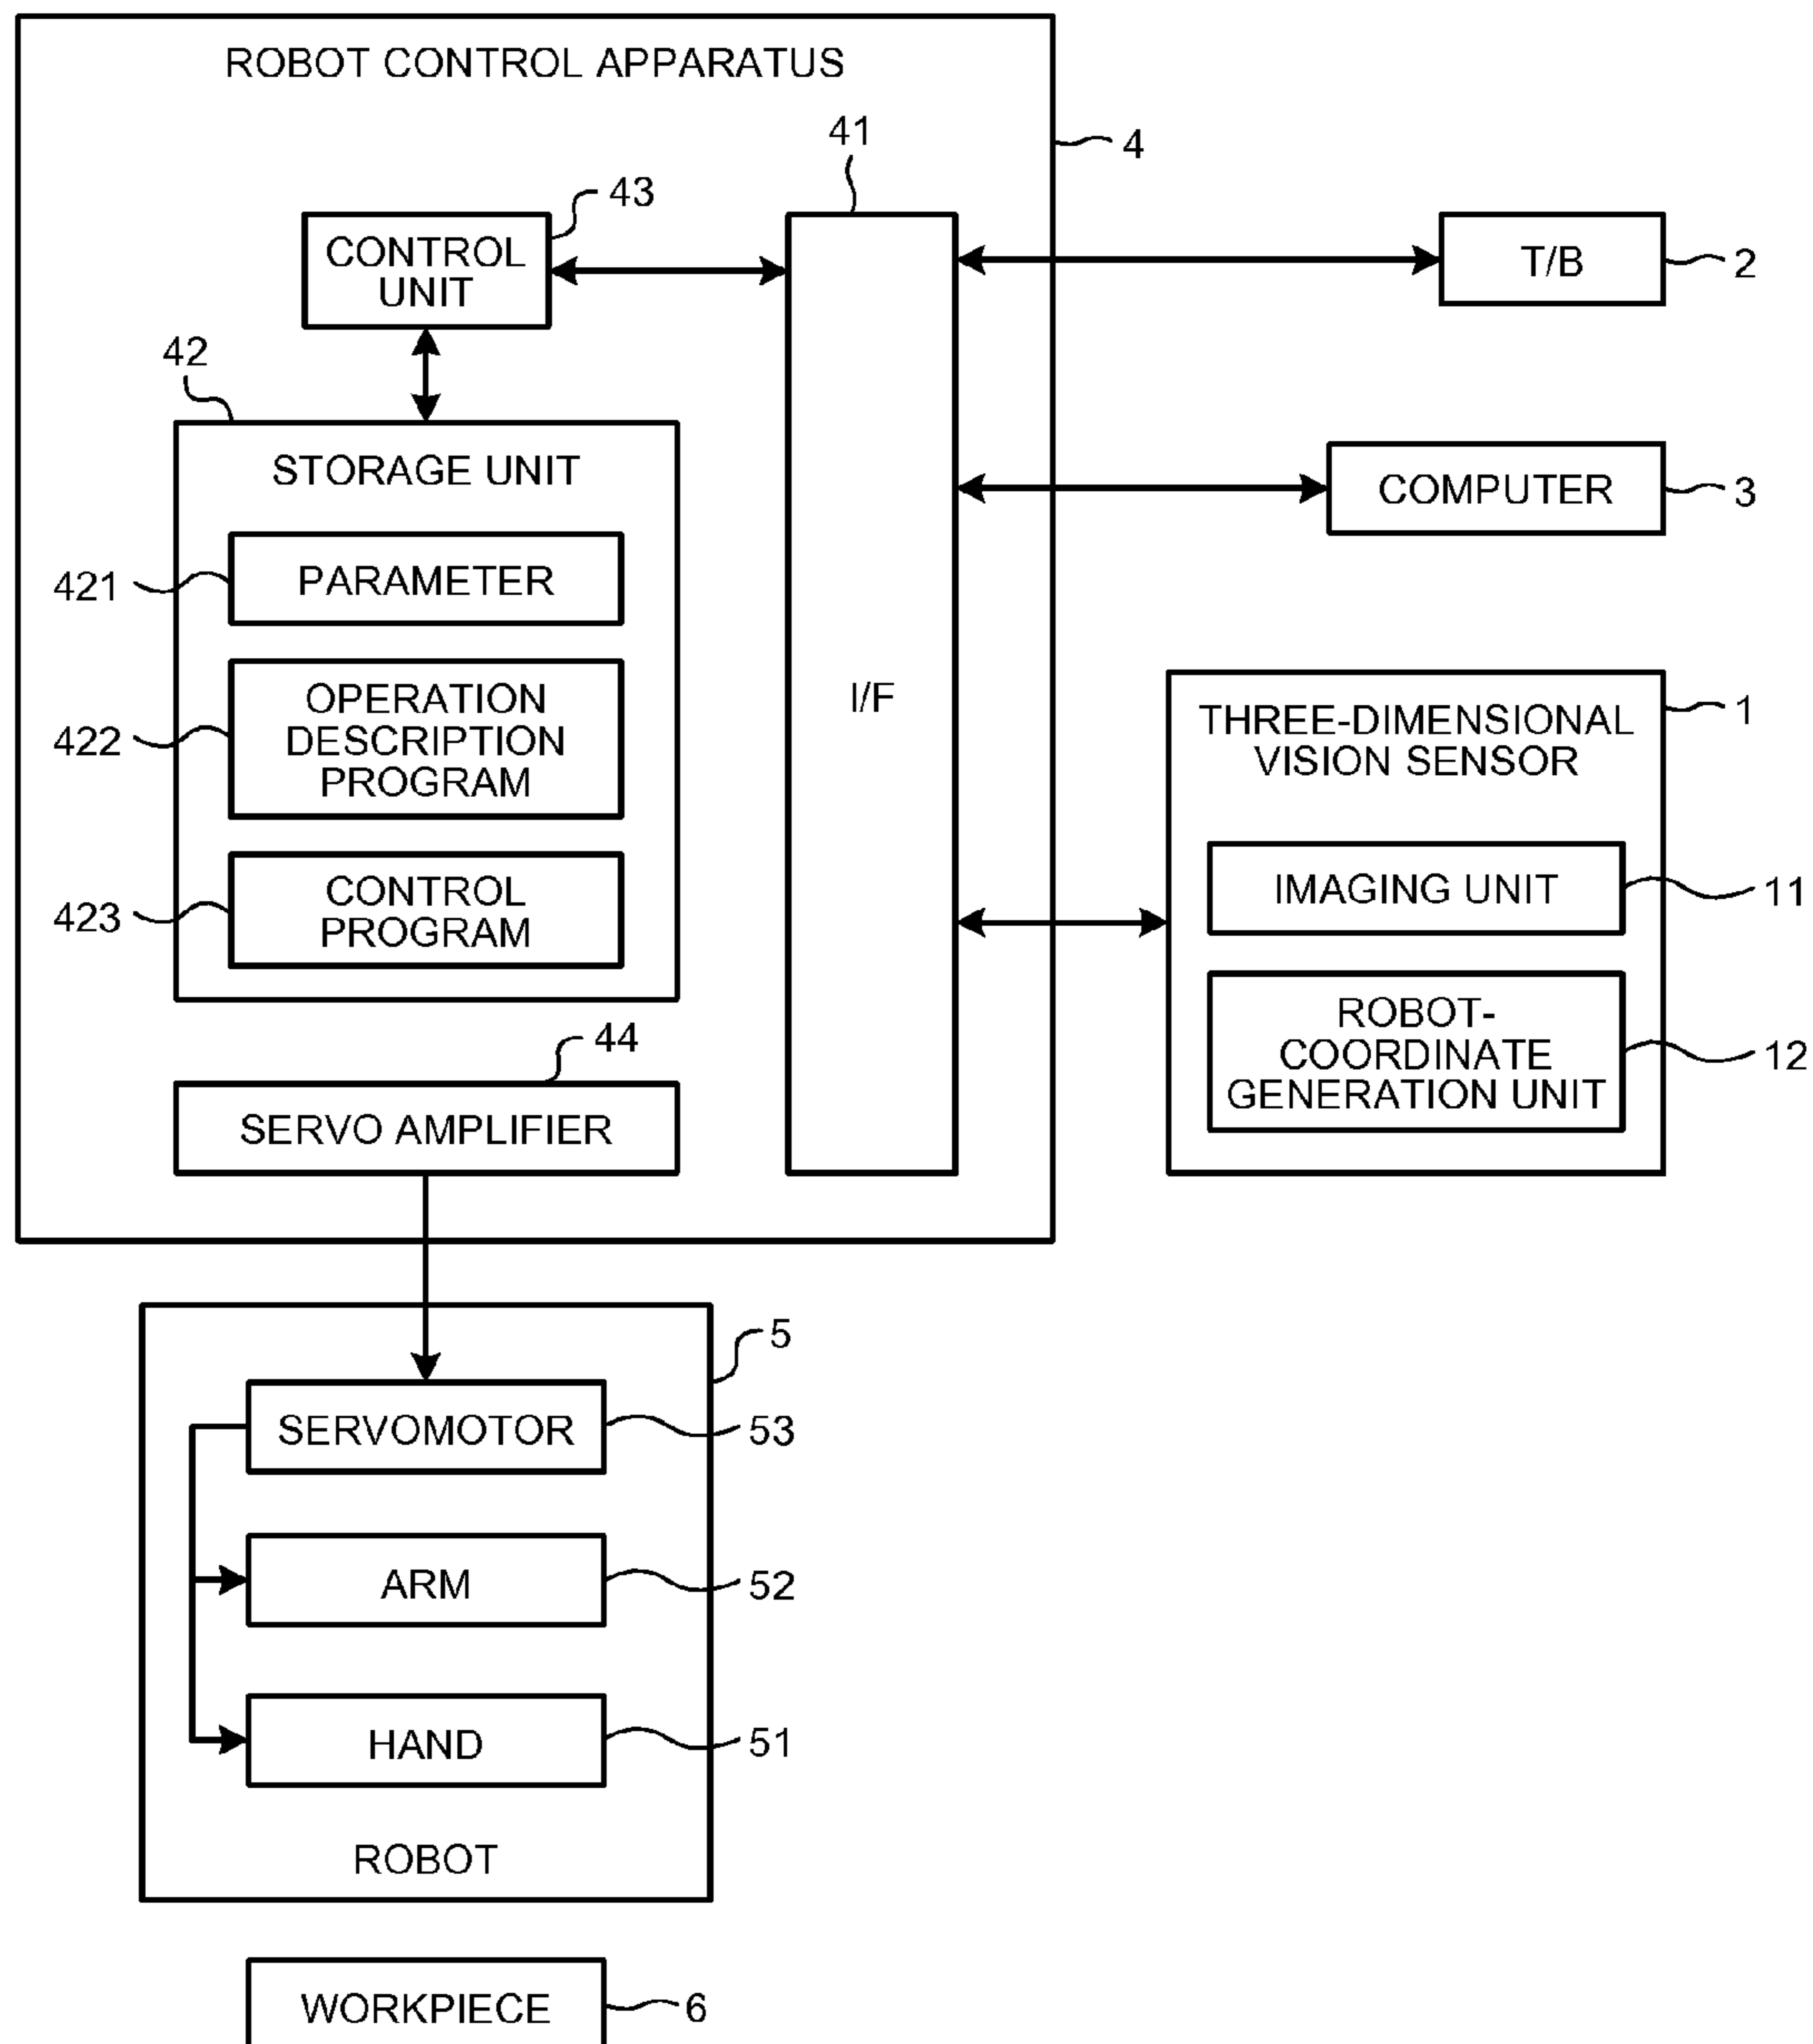 ROBOT CONTROL APPARATUS
4
41
43
CONTROL
UNIT
T/B
2
42
STORAGE UNIT
COMPUTER
3
421
PARAMETER
422
OPERATION
DESCRIPTION
PROGRAM
I/F
THREE-DIMENSIONAL
VISION SENSOR
1
423
CONTROL
PROGRAM
IMAGING UNIT
11
ROBOT-
COORDINATE
GENERATION UNIT
12
44
SERVO AMPLIFIER
5
SERVOMOTOR
53
ARM
52
HAND
51
ROBOT
WORKPIECE
6